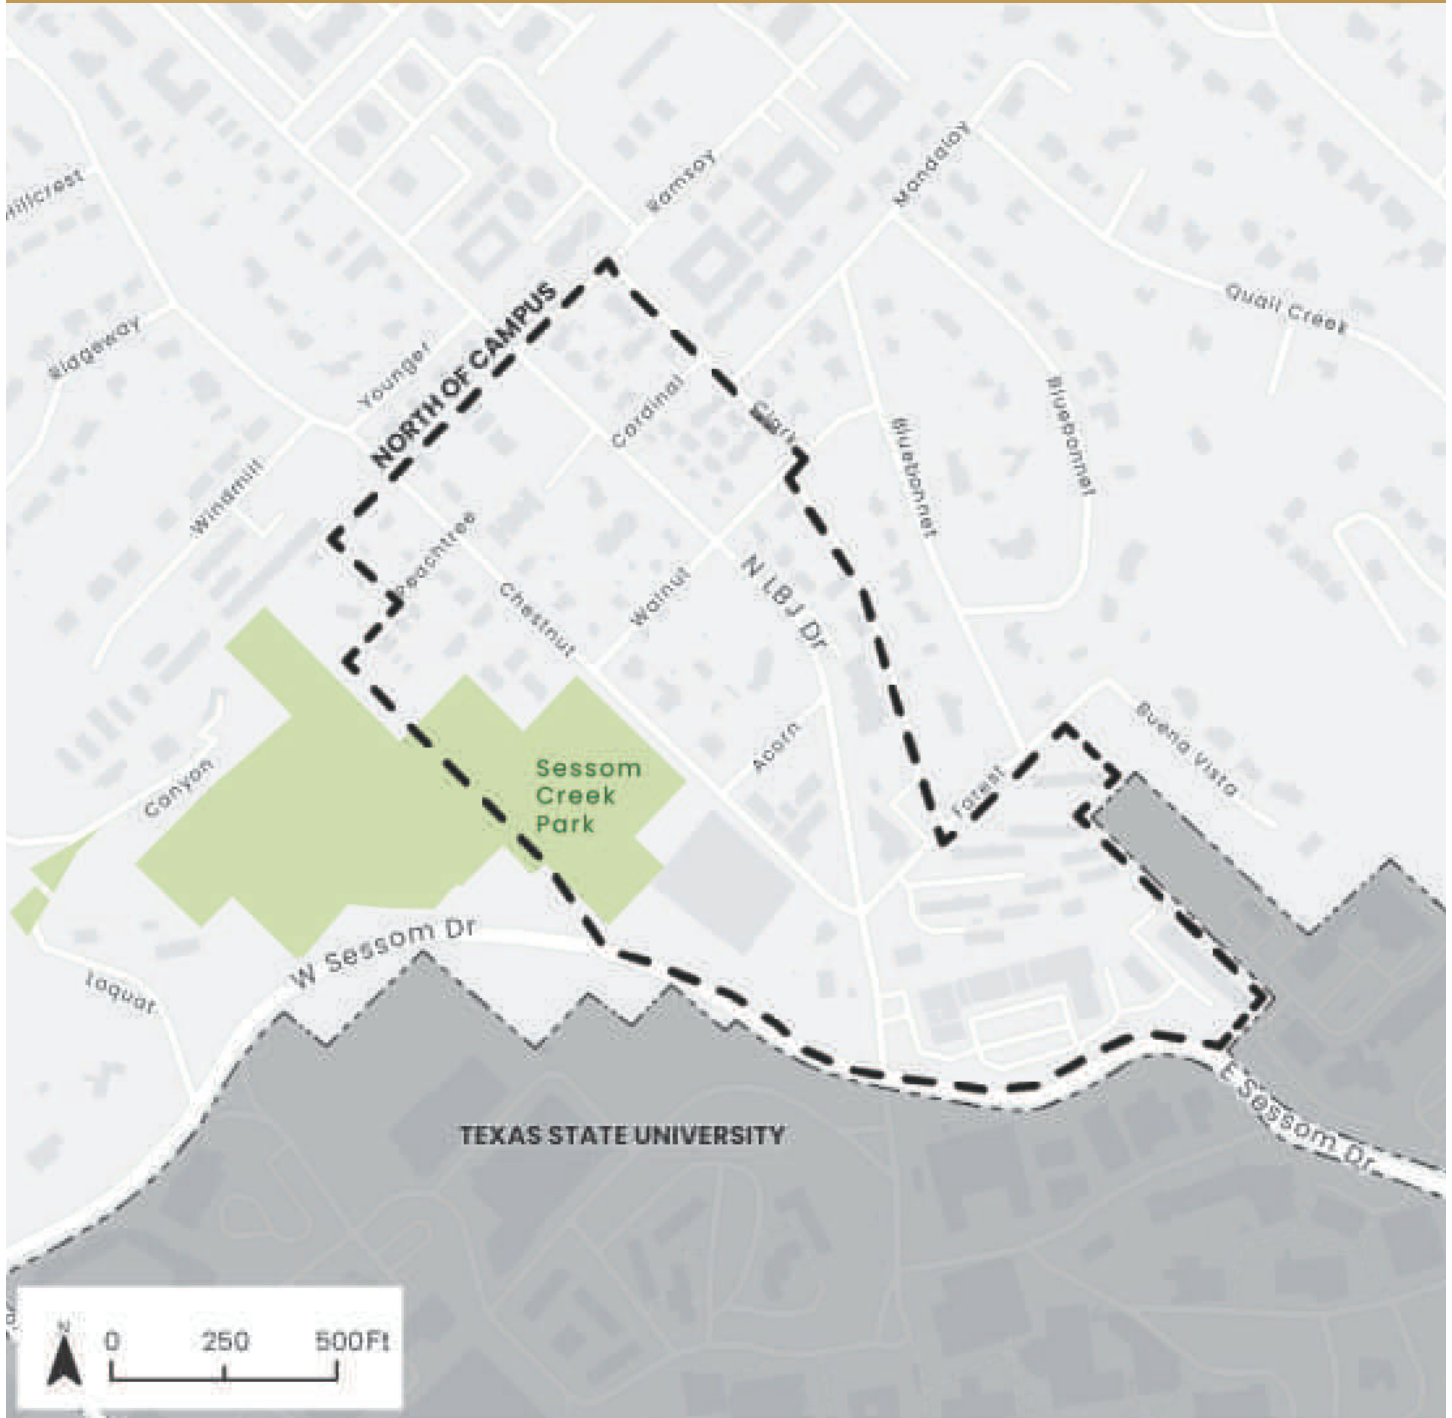 Ramsay
Mandalay
Hillcrest
Quail Creek
NORTH OF CAMPUS
Ridgeway
Younger
Cardinal
Clark
Bluebonnet
Bluebonnet
Windmill
Peachtree
Chestnut
Walnut
N LBJ Dr
Buena Vista
Acorn
Forest
Canyon
Sessom
Creek
Park
W Sessom Dr
Loquat
E Sessom Dr
TEXAS STATE UNIVERSITY
N
0 250 500Ft